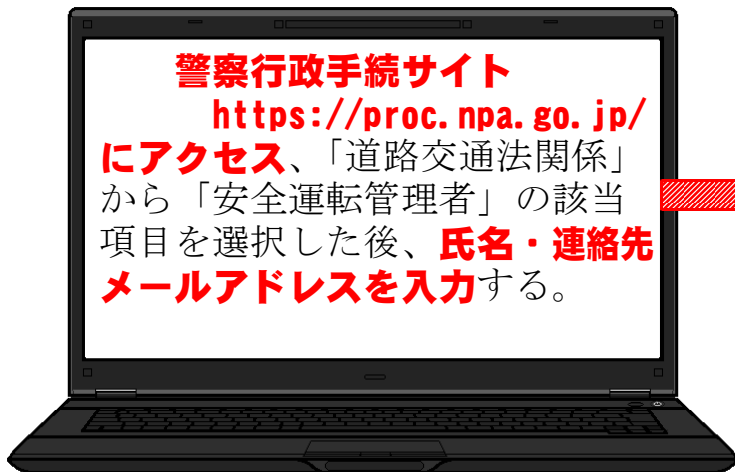 警察行政手続サイト
https://proc.npa.go.jp/
にアクセス、「道路交通法関係」
から「安全運転管理者」の該当
項目を選択した後、氏名・連絡先
メールアドレスを入力する。